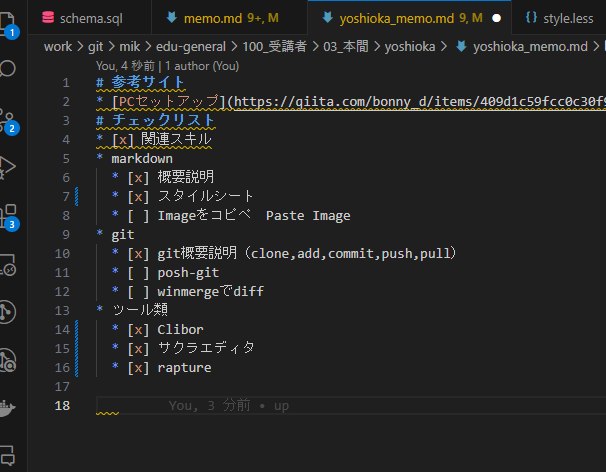 schema.sql memo.md 9+, M yoshioka_memo.md 9, M style.less
work > git > mik > edu-general > 100_受講者 > 03_本間 > yoshioka > yoshioka_memo.md >
You, 4 秒前 | 1 author (You)
1 # 参考サイト
2 * [PCセットアップ](https://qiita.com/bonny_d/items/409d1c59fcc0c30f9
3 # チェックリスト
4 * [x] 関連スキル
5 * markdown
6 * [x] 概要説明
7 * [x] スタイルシート
8 * [ ] Imageをコピペ　Paste Image
9 * git
10 * [x] git概要説明（clone,add,commit,push,pull）
11 * [ ] posh-git
12 * [ ] winmergeでdiff
13 * ツール類
14 * [x] Clibor
15 * [x] サクラエディタ
16 * [x] rapture
17
18 You, 3 分前 • up
1
2
3